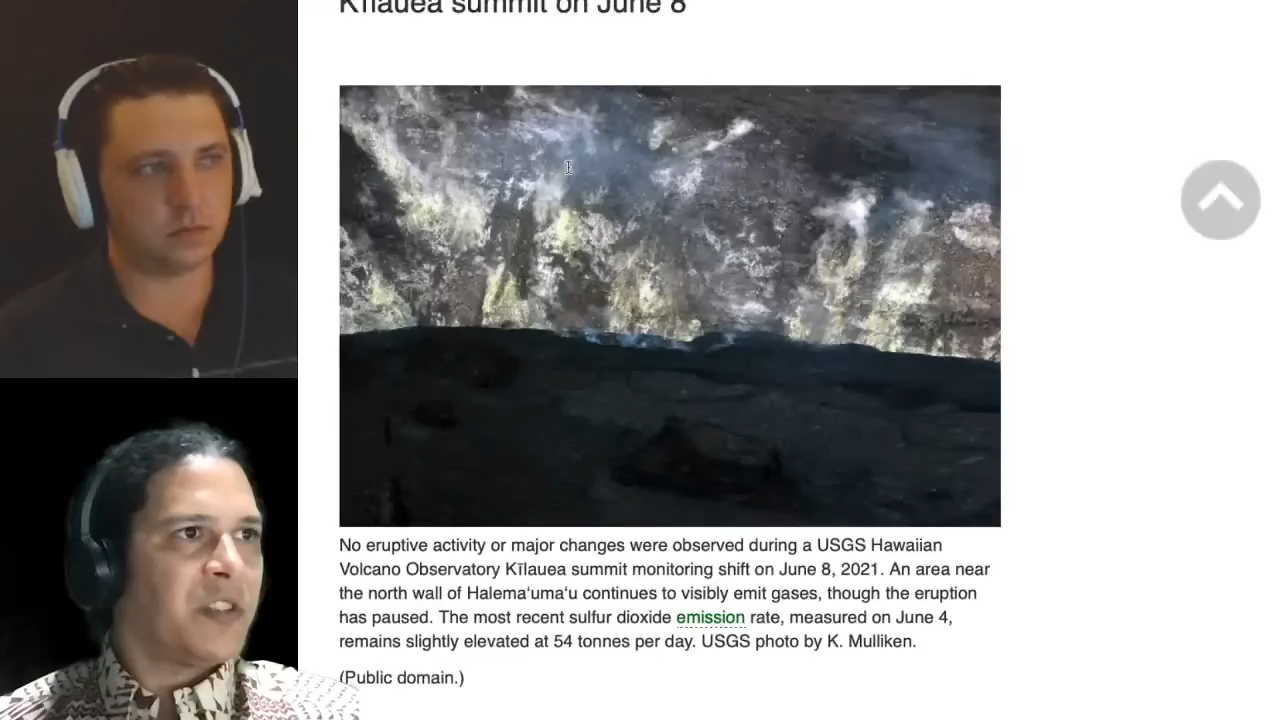 Kīlauea summit on June 8
No eruptive activity or major changes were observed during a USGS Hawaiian
Volcano Observatory Kīlauea summit monitoring shift on June 8, 2021. An area near
the north wall of Halemaʻumaʻu continues to visibly emit gases, though the eruption
has paused. The most recent sulfur dioxide emission rate, measured on June 4,
remains slightly elevated at 54 tonnes per day. USGS photo by K. Mulliken.
(Public domain.)